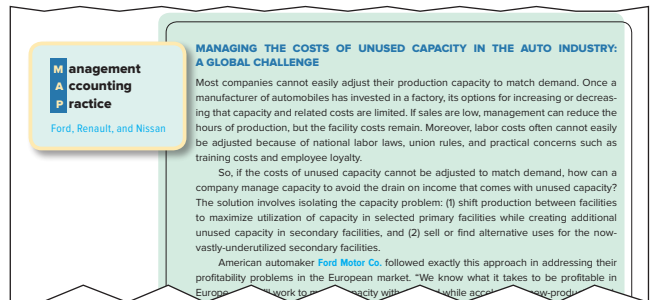 Management
Accounting
Practice
Ford, Renault, and Nissan
MANAGING THE COSTS OF UNUSED CAPACITY IN THE AUTO INDUSTRY:
A GLOBAL CHALLENGE
Most companies cannot easily adjust their production capacity to match demand. Once a
manufacturer of automobiles has invested in a factory, its options for increasing or decreas-
ing that capacity and related costs are limited. If sales are low, management can reduce the
hours of production, but the facility costs remain. Moreover, labor costs often cannot easily
be adjusted because of national labor laws, union rules, and practical concerns such as
training costs and employee loyalty.
So, if the costs of unused capacity cannot be adjusted to match demand, how can a
company manage capacity to avoid the drain on income that comes with unused capacity?
The solution involves isolating the capacity problem: (1) shift production between facilities
to maximize utilization of capacity in selected primary facilities while creating additional
unused capacity in secondary facilities, and (2) sell or find alternative uses for the now-
vastly-underutilized secondary facilities.
American automaker Ford Motor Co. followed exactly this approach in addressing their
profitability problems in the European market. “We know what it takes to be profitable in
Europe work to capacity with while